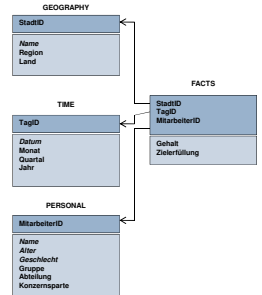 GEOGRAPHY
StadtID
Name
Region
Land
TIME
TagID
Datum
Monat
Quartal
Jahr
PERSONAL
MitarbeiterID
Name
Alter
Geschlecht
Gruppe
Abteilung
Konzernsparte
FACTS
StadtID
TagID
MitarbeiterID
Gehalt
Zielerfüllung